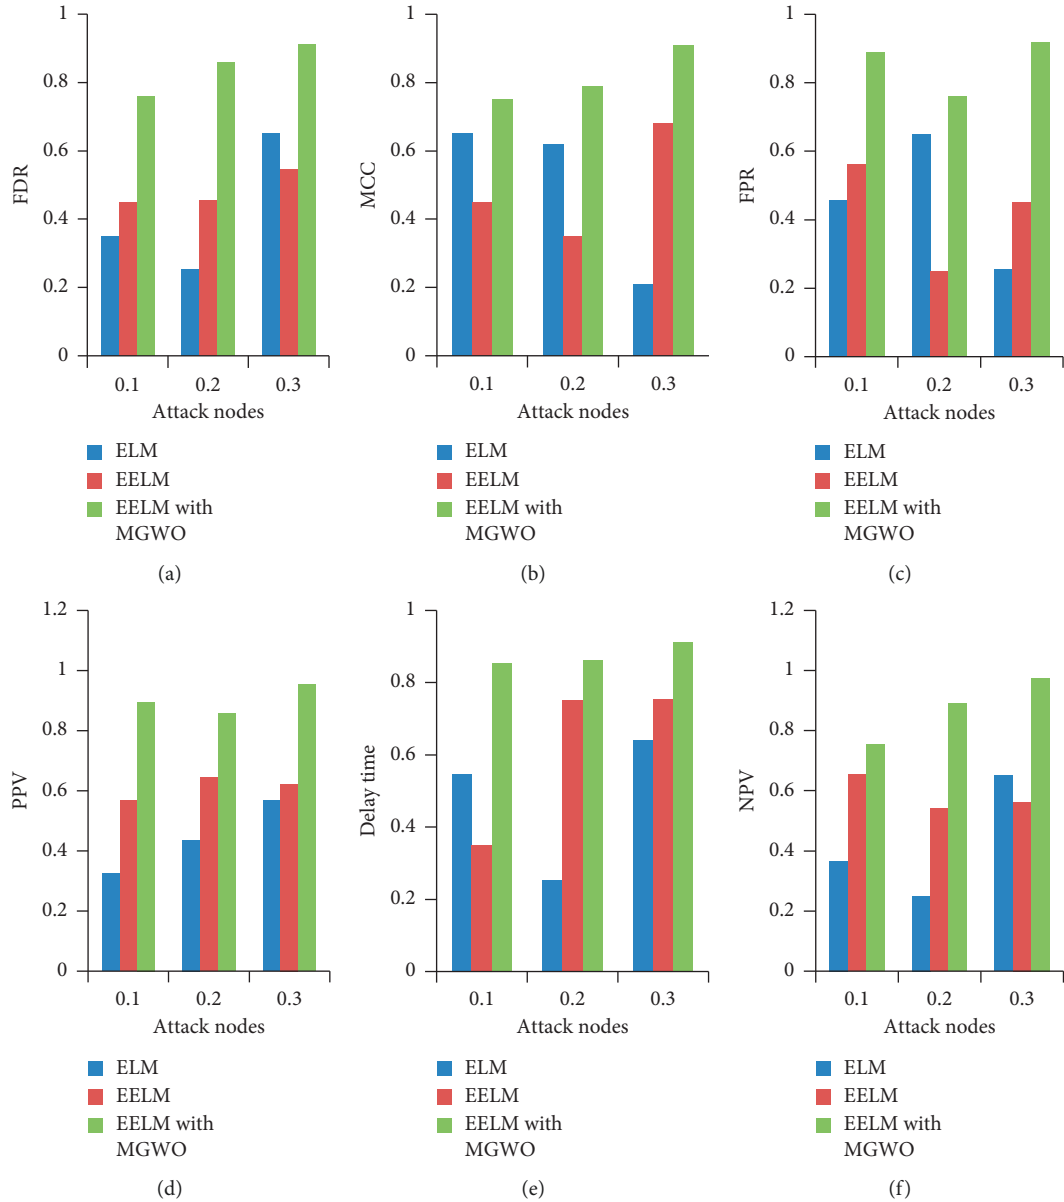 1
0.8
0.6
0.4
0.2
0
FDR
0.1 0.2 0.3
Attack nodes
ELM
EELM
EELM with
MGWO
(a)
1
0.8
0.6
0.4
0.2
0
MCC
0.1 0.2 0.3
Attack nodes
ELM
EELM
EELM with
MGWO
(b)
1
0.8
0.6
0.4
0.2
0
FPR
0.1 0.2 0.3
Attack nodes
ELM
EELM
EELM with
MGWO
(c)
1.2
1
0.8
0.6
0.4
0.2
0
PPV
0.1 0.2 0.3
Attack nodes
ELM
EELM
EELM with
MGWO
(d)
1
0.8
0.6
0.4
0.2
0
Delay time
0.1 0.2 0.3
Attack nodes
ELM
EELM
EELM with
MGWO
(e)
1.2
1
0.8
0.6
0.4
0.2
0
NPV
0.1 0.2 0.3
Attack nodes
ELM
EELM
EELM with
MGWO
(f)